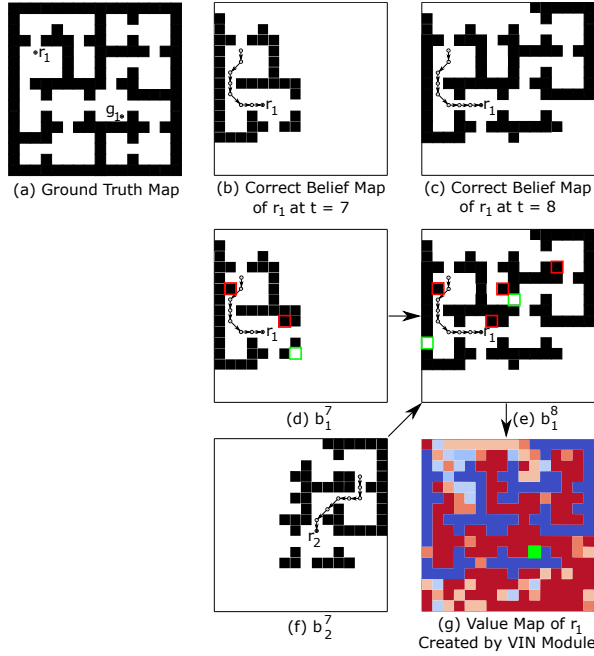 r₁
g₁
r₁
r₁
(a) Ground Truth Map
(b) Correct Belief Map
of r₁ at t = 7
(c) Correct Belief Map
of r₁ at t = 8
r₁
r₁
(d) b₁⁷
(e) b₁⁸
r₂
(f) b₂⁷
(g) Value Map of r₁
Created by VIN Module